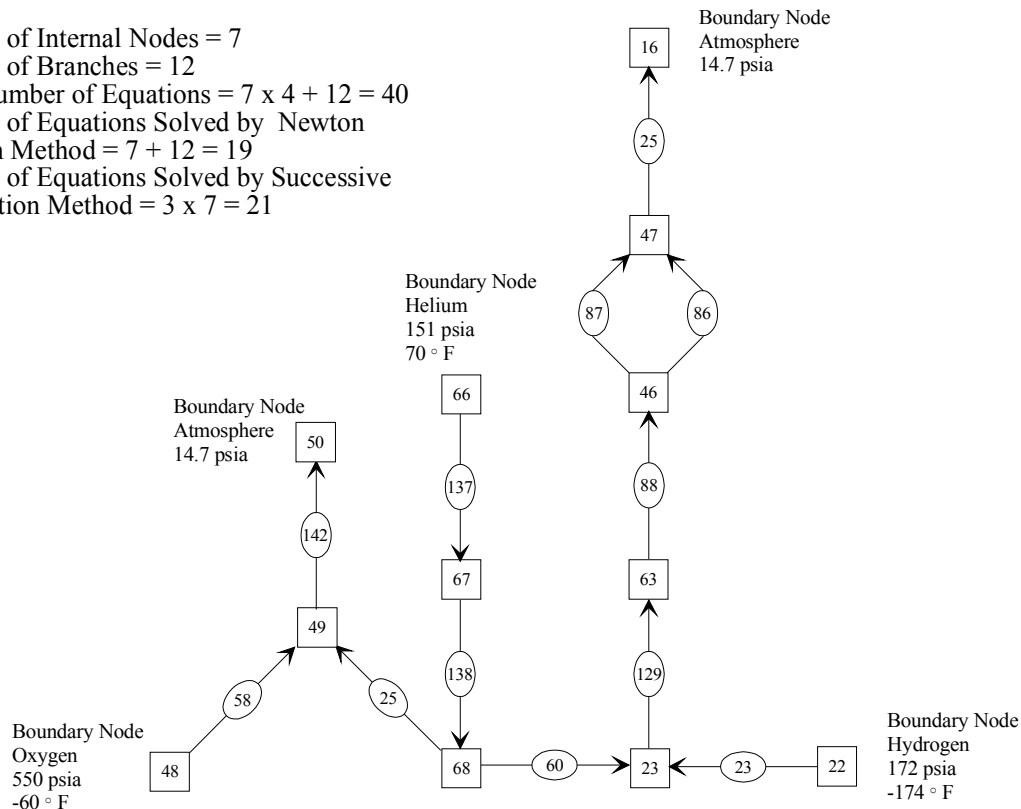 of Internal Nodes = 7
of Branches = 12
umber of Equations = 7 x 4 + 12 = 40
of Equations Solved by Newton
n Method = 7 + 12 = 19
of Equations Solved by Successive
tion Method = 3 x 7 = 21
Boundary Node
Atmosphere
14.7 psia
16
25
47
87
86
46
88
63
129
Boundary Node
Helium
151 psia
70 ° F
66
137
67
138
Boundary Node
Atmosphere
14.7 psia
50
142
49
58
25
Boundary Node
Oxygen
550 psia
-60 ° F
48
68
60
23
23
22
Boundary Node
Hydrogen
172 psia
-174 ° F